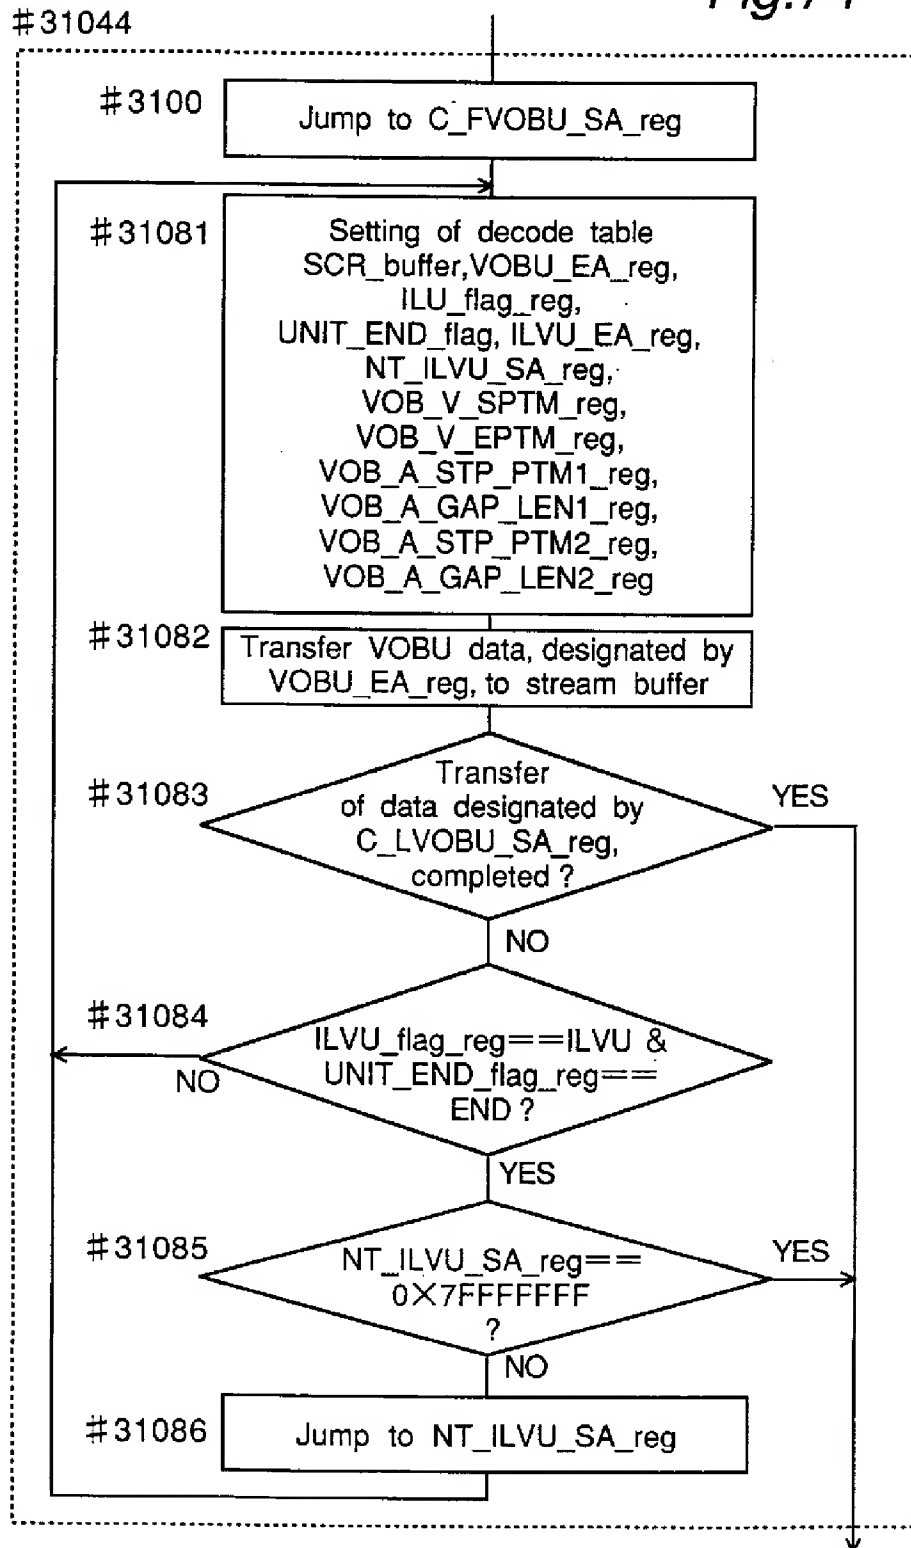 #31044
#3100
Jump to C_FVOBU_SA_reg
#31081
Setting of decode table
SCR_buffer,VOBU_EA_reg,
ILU_flag_reg,
UNIT_END_flag, ILVU_EA_reg,
NT_ILVU_SA_reg,
VOB_V_SPTM_reg,
VOB_V_EPTM_reg,
VOB_A_STP_PTM1_reg,
VOB_A_GAP_LEN1_reg,
VOB_A_STP_PTM2_reg,
VOB_A_GAP_LEN2_reg
#31082
Transfer VOBU data, designated by
VOBU_EA_reg, to stream buffer
#31083
Transfer
of data designated by
C_LVOBU_SA_reg,
completed ?
YES
NO
#31084
ILVU_flag_reg==ILVU &
UNIT_END_flag_reg==
END ?
NO
YES
#31085
NT_ILVU_SA_reg==
0X7FFFFFFF
?
YES
NO
#31086
Jump to NT_ILVU_SA_reg